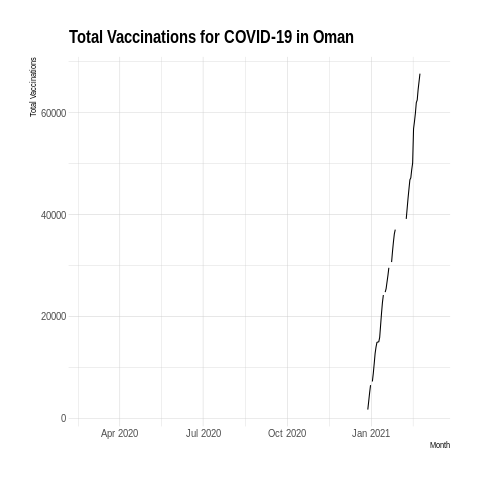 Total Vaccinations for COVID-19 in Oman
Total Vaccinations
60000
40000
20000
0
Apr 2020 Jul 2020 Oct 2020 Jan 2021
Month